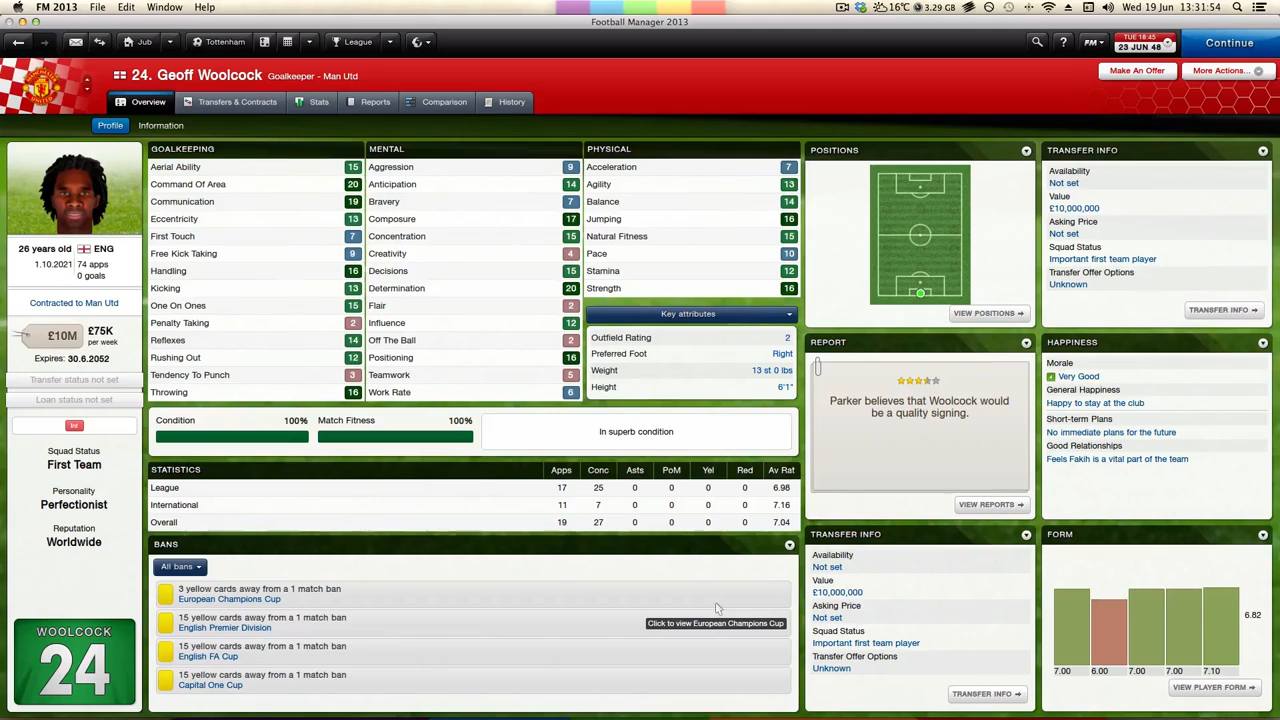 FM 2013 File Edit Window Help
16°C 3.29 GB Wed 19 Jun 13:31:54
Football Manager 2013
Job Tottenham League FM TUE 18:45 23 JUN 48 Continue
24. Geoff Woolcock Goalkeeper - Man Utd
Make An Offer More Actions...
Overview Transfers & Contracts Stats Reports Comparison History
Profile Information
26 years old ENG
1.10.2021 74 apps
0 goals
Contracted to Man Utd
£10M £75K
per week
Expires: 30.6.2052
Transfer status not set
Loan status not set
Int
Squad Status
First Team
Personality
Perfectionist
Reputation
Worldwide
WOOLCOCK
24
GOALKEEPING
Aerial Ability 15
Command Of Area 20
Communication 19
Eccentricity 13
First Touch 7
Free Kick Taking 9
Handling 16
Kicking 13
One On Ones 15
Penalty Taking 2
Reflexes 14
Rushing Out 12
Tendency To Punch 3
Throwing 16
MENTAL
Aggression 9
Anticipation 14
Bravery 7
Composure 17
Concentration 15
Creativity 4
Decisions 15
Determination 20
Flair 2
Influence 12
Off The Ball 2
Positioning 16
Teamwork 5
Work Rate 6
PHYSICAL
Acceleration 7
Agility 13
Balance 14
Jumping 16
Natural Fitness 15
Pace 10
Stamina 12
Strength 16
Key attributes
Outfield Rating 2
Preferred Foot Right
Weight 13 st 0 lbs
Height 6'1"
Condition 100% Match Fitness 100%
In superb condition
STATISTICS Apps Conc Asts PoM Yel Red Av Rat
League 17 25 0 0 0 0 6.98
International 11 7 0 0 0 0 7.16
Overall 19 27 0 0 0 0 7.04
BANS
All bans
3 yellow cards away from a 1 match ban
European Champions Cup
15 yellow cards away from a 1 match ban
English Premier Division
Click to view European Champions Cup
15 yellow cards away from a 1 match ban
English FA Cup
15 yellow cards away from a 1 match ban
Capital One Cup
POSITIONS
VIEW POSITIONS
TRANSFER INFO
Availability
Not set
Value
£10,000,000
Asking Price
Not set
Squad Status
Important first team player
Transfer Offer Options
Unknown
TRANSFER INFO
REPORT
Parker believes that Woolcock would
be a quality signing.
VIEW REPORTS
HAPPINESS
Morale
Very Good
General Happiness
Happy to stay at the club
Short-term Plans
No immediate plans for the future
Good Relationships
Feels Fakih is a vital part of the team
TRANSFER INFO
Availability
Not set
Value
£10,000,000
Asking Price
Not set
Squad Status
Important first team player
Transfer Offer Options
Unknown
TRANSFER INFO
FORM
6.82
7.00 6.00 7.00 7.00 7.10
VIEW PLAYER FORM